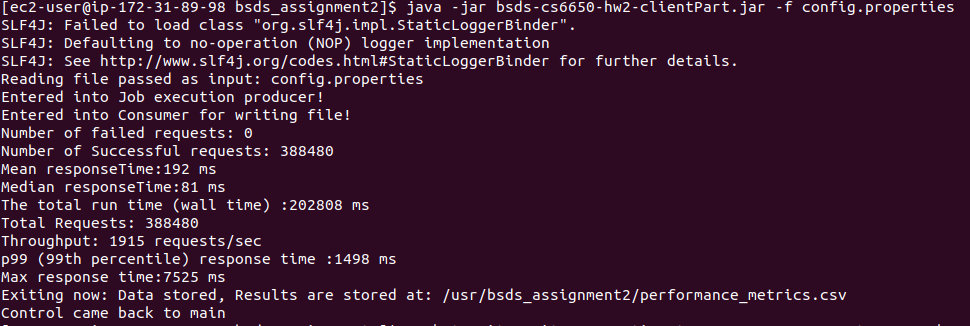 [ec2-user@ip-172-31-89-98 bsds_assignment2]$ java -jar bsds-cs6650-hw2-clientPart.jar -f config.properties
SLF4J: Failed to load class "org.slf4j.impl.StaticLoggerBinder".
SLF4J: Defaulting to no-operation (NOP) logger implementation
SLF4J: See http://www.slf4j.org/codes.html#StaticLoggerBinder for further details.
Reading file passed as input: config.properties
Entered into Job execution producer!
Entered into Consumer for writing file!
Number of failed requests: 0
Number of Successful requests: 388480
Mean responseTime:192 ms
Median responseTime:81 ms
The total run time (wall time) :202808 ms
Total Requests: 388480
Throughput: 1915 requests/sec
p99 (99th percentile) response time :1498 ms
Max response time:7525 ms
Exiting now: Data stored, Results are stored at: /usr/bsds_assignment2/performance_metrics.csv
Control came back to main